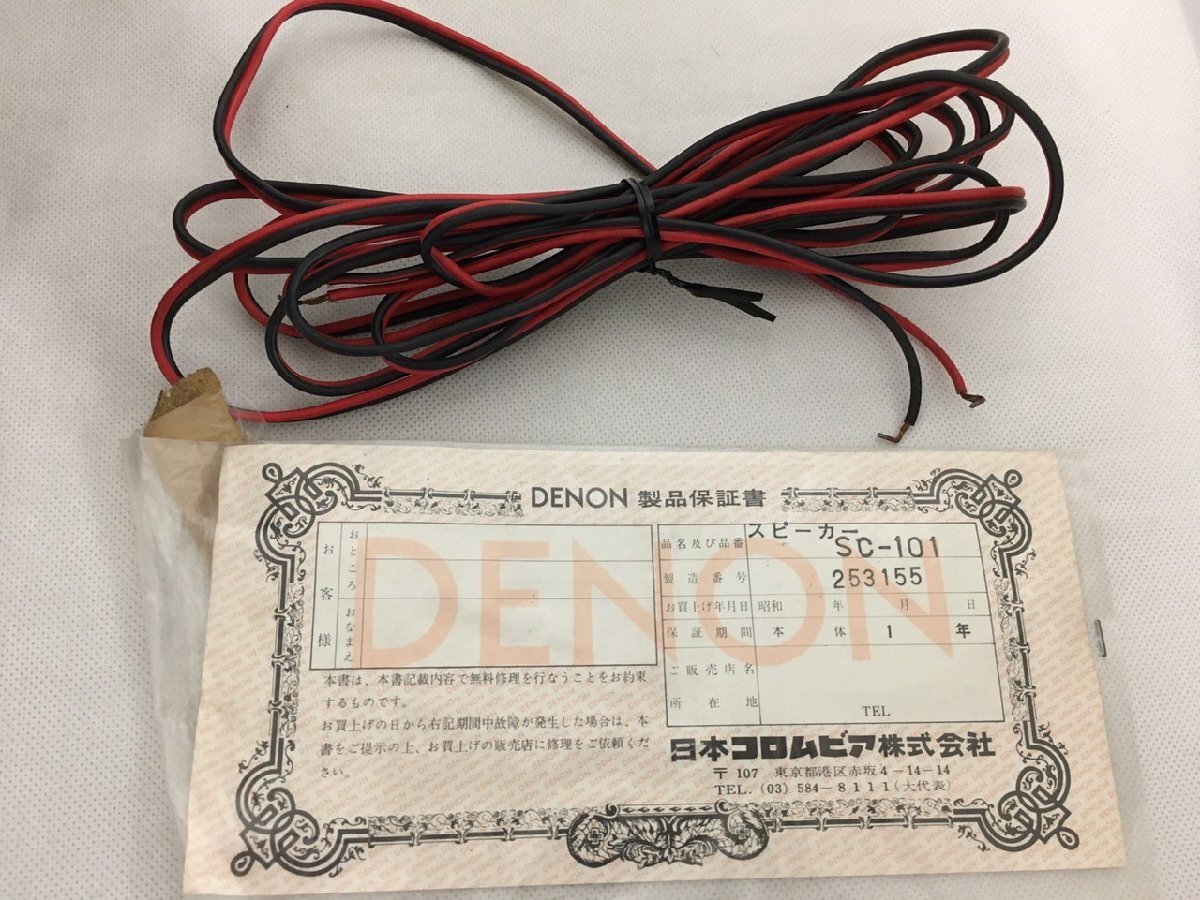 DENON 製品保証書
お客様
おところ
おなまえ
DENON
品名及び品番 スピーカー SC-101
製造番号 253155
お買上げ年月日 昭和 年 月 日
保証期間 本体 1 年
ご販売店名
所在地
TEL
本書は、本書記載内容で無料修理を行なうことをお約束
するものです。
お買上げの日から右記期間中故障が発生した場合は、本
書をご提示の上、お買上げの販売店に修理をご依頼くだ
さい。
日本コロムビア株式会社
〒107 東京都港区赤坂4-14-14
TEL. (03) 584-8111(大代表)